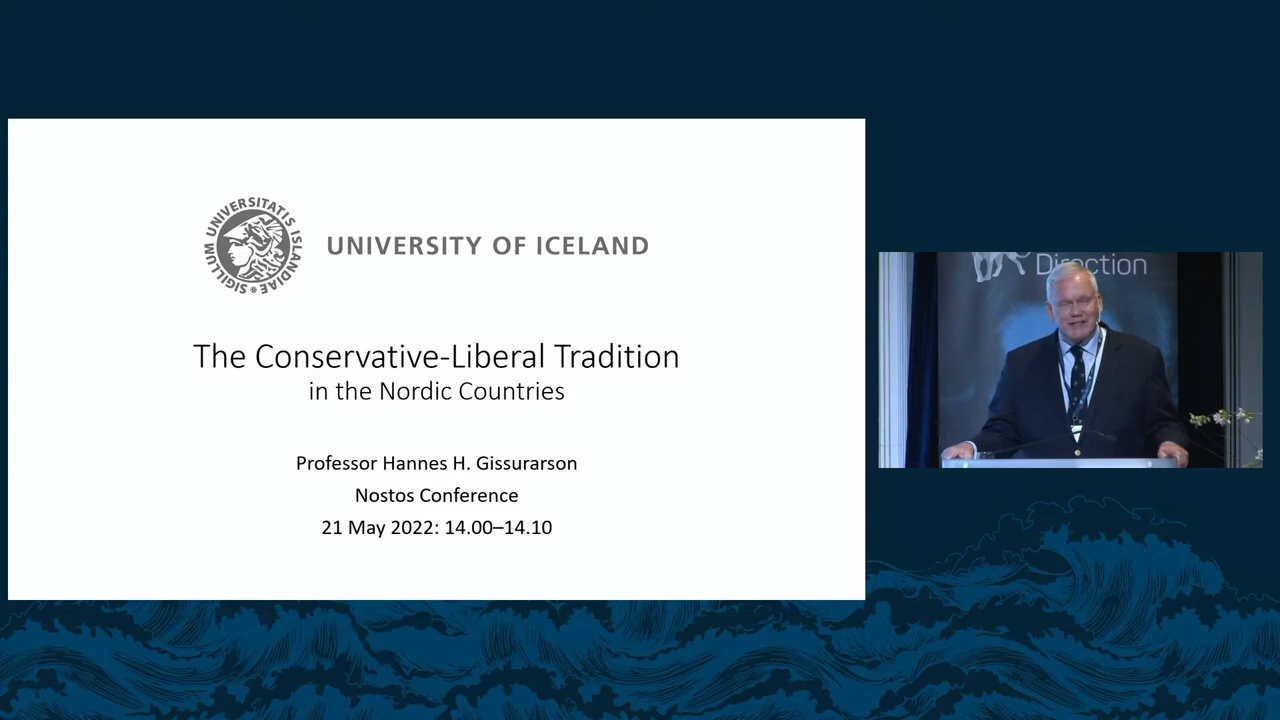 SIGILLUM UNIVERSITATIS ISLANDIAE
UNIVERSITY OF ICELAND
The Conservative-Liberal Tradition
in the Nordic Countries
Professor Hannes H. Gissurarson
Nostos Conference
21 May 2022: 14.00–14.10
Direction